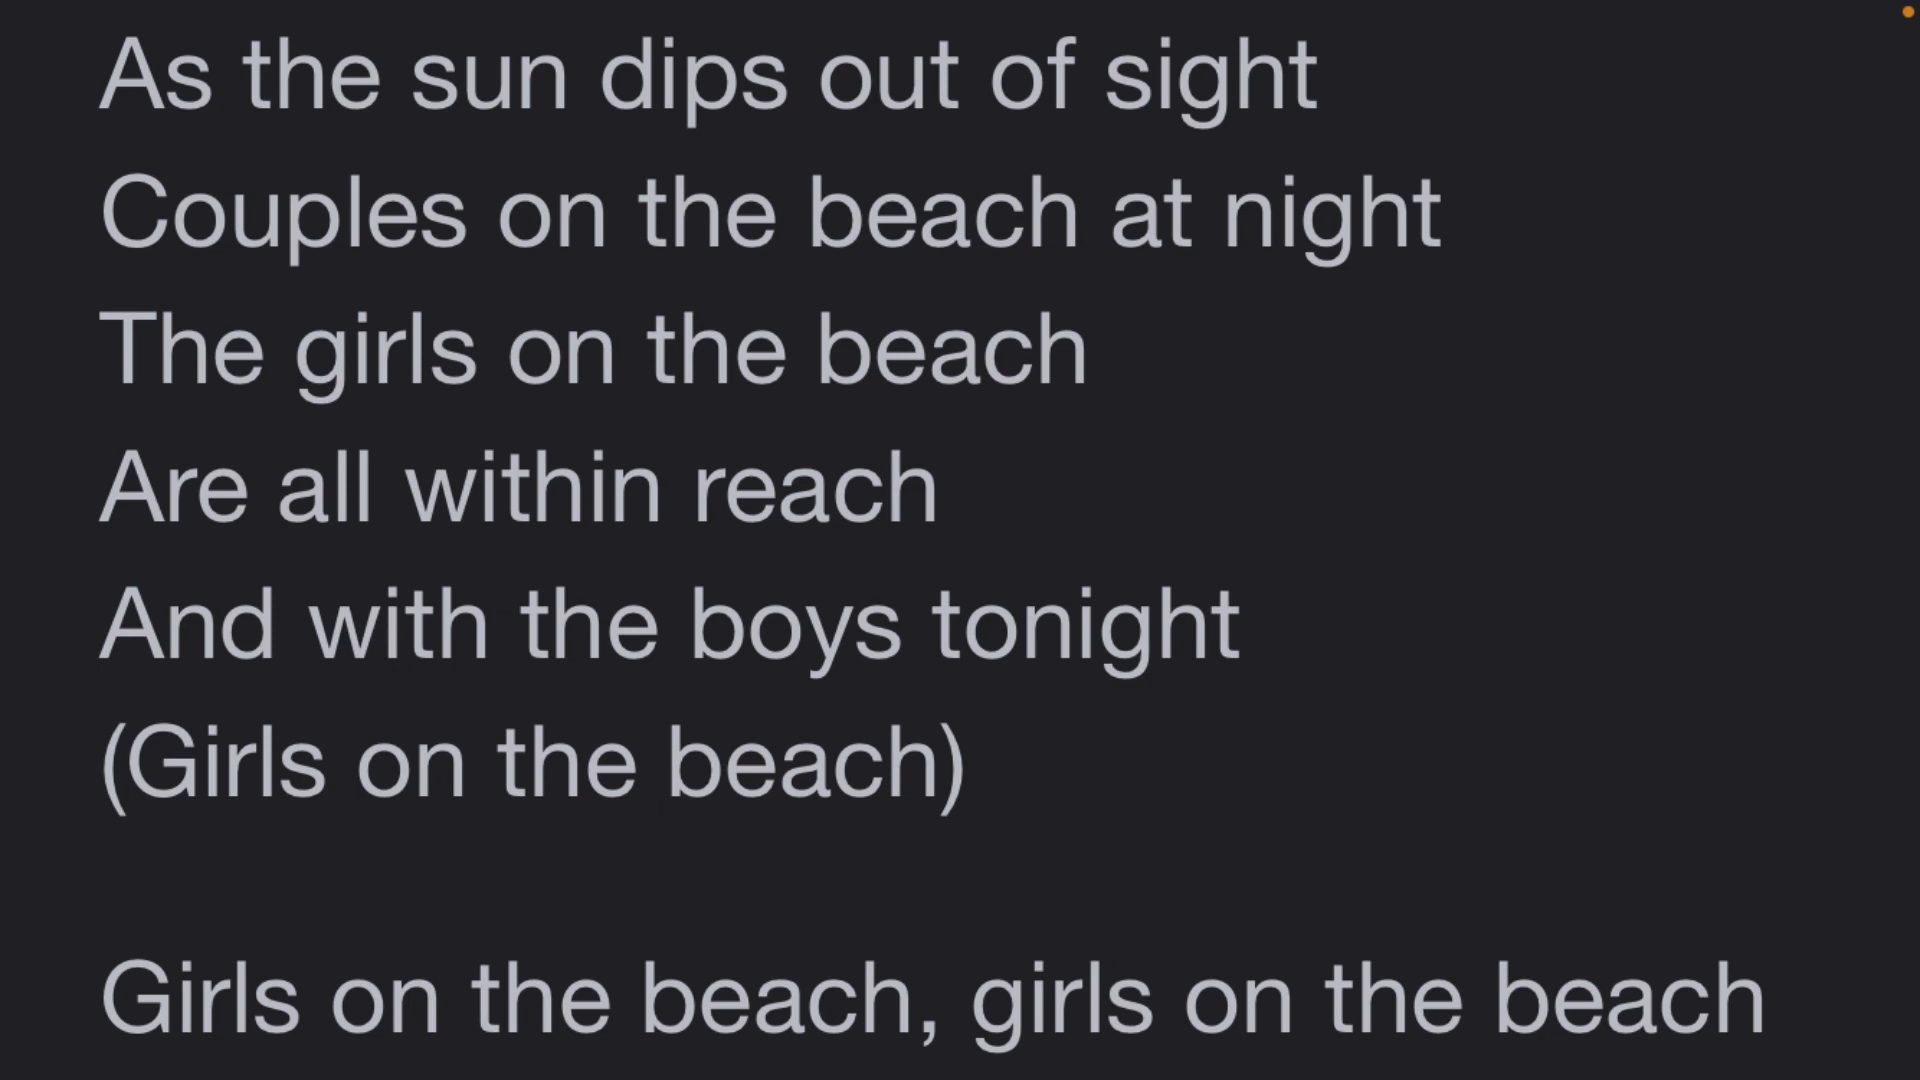 As the sun dips out of sight
Couples on the beach at night
The girls on the beach
Are all within reach
And with the boys tonight
(Girls on the beach)
Girls on the beach, girls on the beach